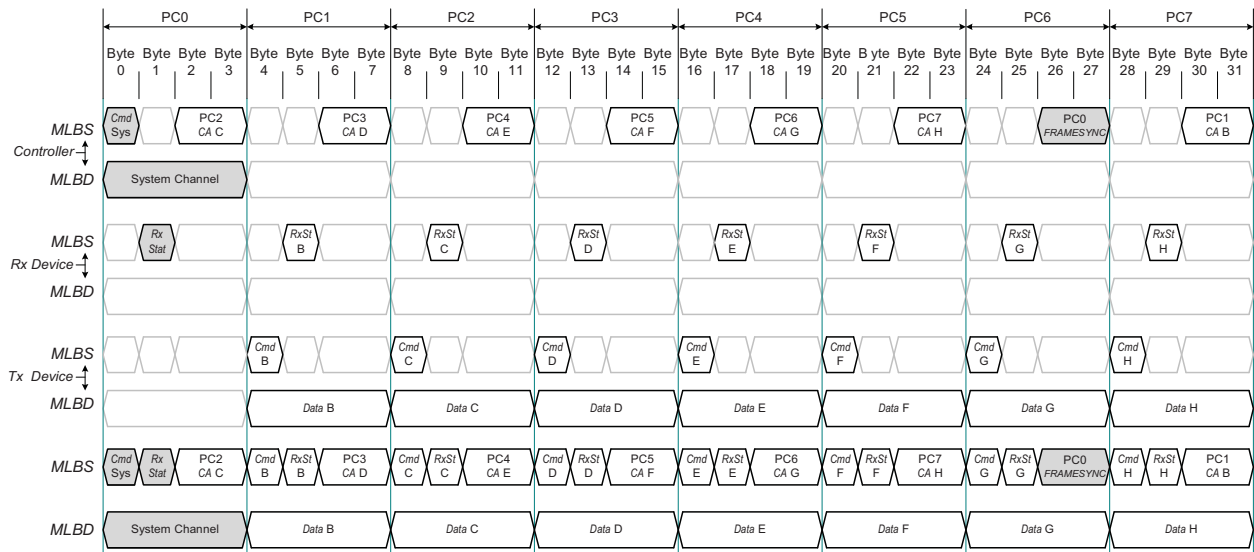 PC0 PC1 PC2 PC3 PC4 PC5 PC6 PC7
Byte Byte Byte Byte Byte Byte Byte Byte Byte Byte Byte Byte Byte Byte Byte Byte Byte Byte Byte Byte Byte By te Byte Byte Byte Byte Byte Byte Byte Byte Byte Byte
0 1 2 3 4 5 6 7 8 9 10 11 12 13 14 15 16 17 18 19 20 21 22 23 24 25 26 27 28 29 30 31
Cmd PC2 PC3 PC4 PC5 PC6 PC7 PC0 PC1
MLBS Sys CA C CA D CA E CA F CA G CA H FRAMESYNC CA B
Controller
MLBD System Channel
MLBS Rx RxSt RxSt RxSt RxSt RxSt RxSt RxSt
Stat B C D E F G H
Rx Device
MLBD
MLBS Cmd Cmd Cmd Cmd Cmd Cmd Cmd
B C D E F G H
Tx Device
MLBD Data B Data C Data D Data E Data F Data G Data H
Cmd Rx PC2 Cmd RxSt PC3 Cmd RxSt PC4 Cmd RxSt PC5 Cmd RxSt PC6 Cmd RxSt PC7 Cmd RxSt PC0 Cmd RxSt PC1
MLBS Sys Stat CA C B B CA D C C CA E D D CA F E E CA G F F CA H G G FRAMESYNC H H CA B
MLBD System Channel Data B Data C Data D Data E Data F Data G Data H